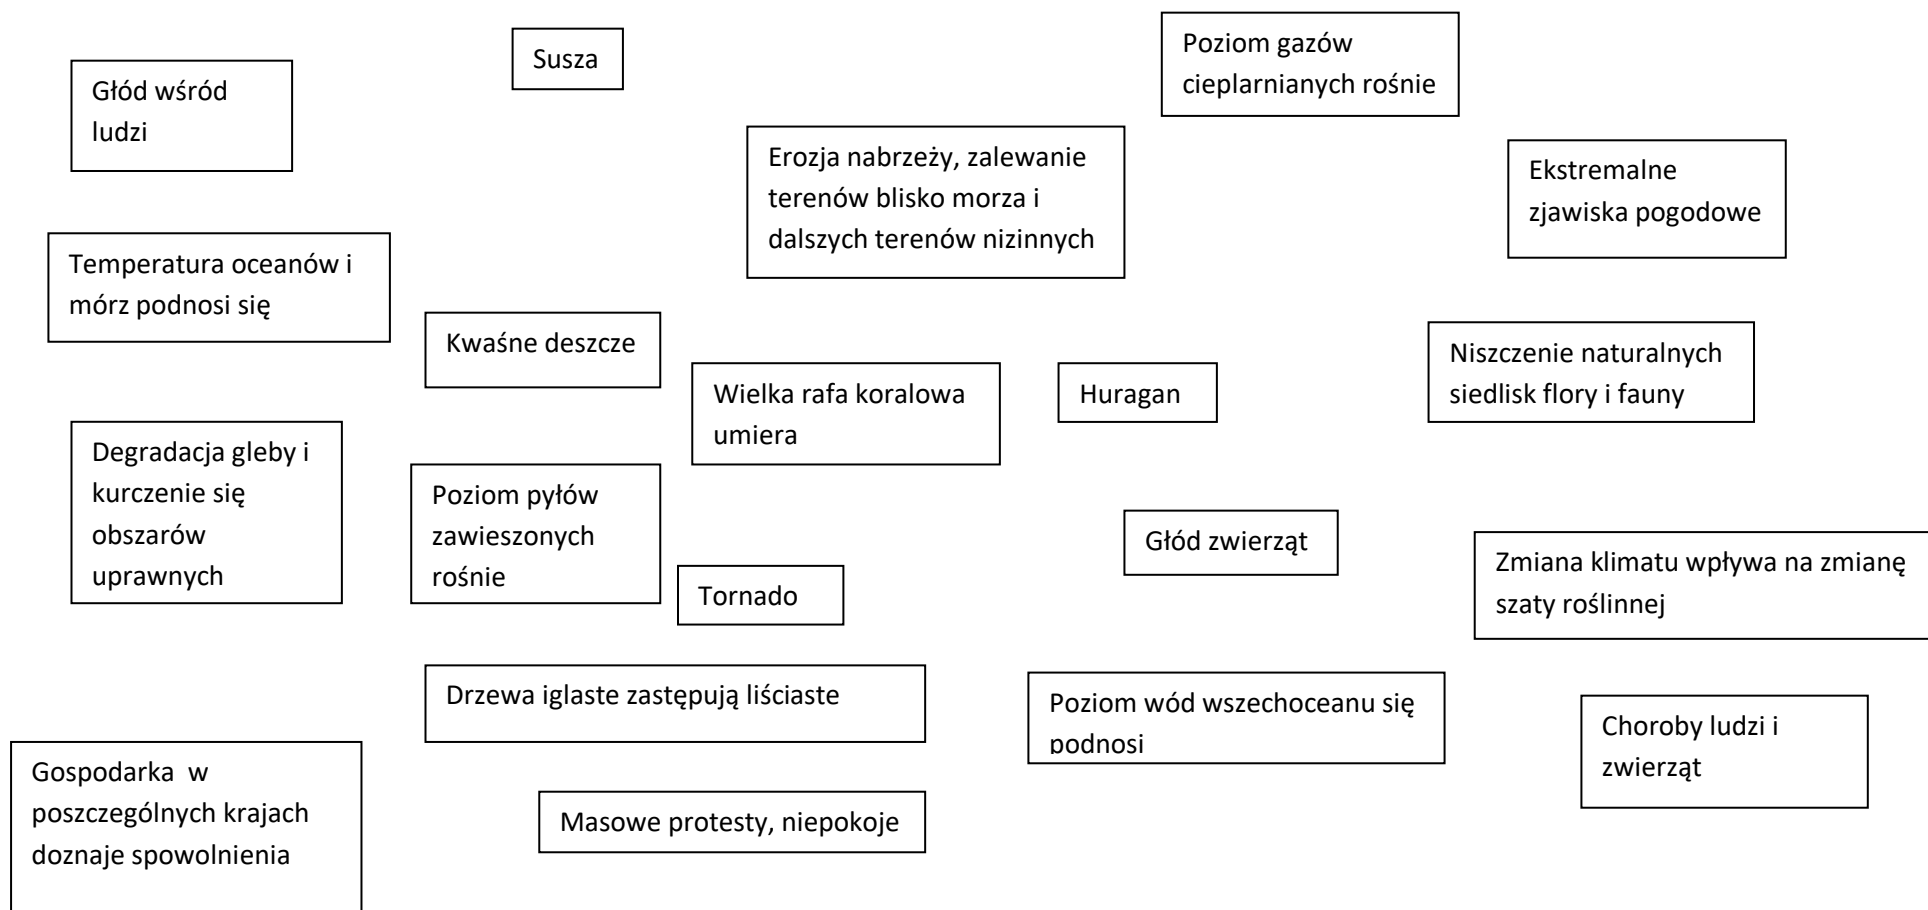 Susza
Poziom gazów
cieplarnianych rośnie
Głód wśród
ludzi
Erozja nabrzeży, zalewanie
terenów blisko morza i
dalszych terenów nizinnych
Ekstremalne
zjawiska pogodowe
Temperatura oceanów i
mórz podnosi się
Kwaśne deszcze
Wielka rafa koralowa
umiera
Huragan
Niszczenie naturalnych
siedlisk flory i fauny
Degradacja gleby i
kurczenie się
obszarów
uprawnych
Poziom pyłów
zawieszonych
rośnie
Tornado
Głód zwierząt
Zmiana klimatu wpływa na zmianę
szaty roślinnej
Drzewa iglaste zastępują liściaste
Poziom wód wszechoceanu się
podnosi
Choroby ludzi i
zwierząt
Gospodarka  w
poszczególnych krajach
doznaje spowolnienia
Masowe protesty, niepokoje